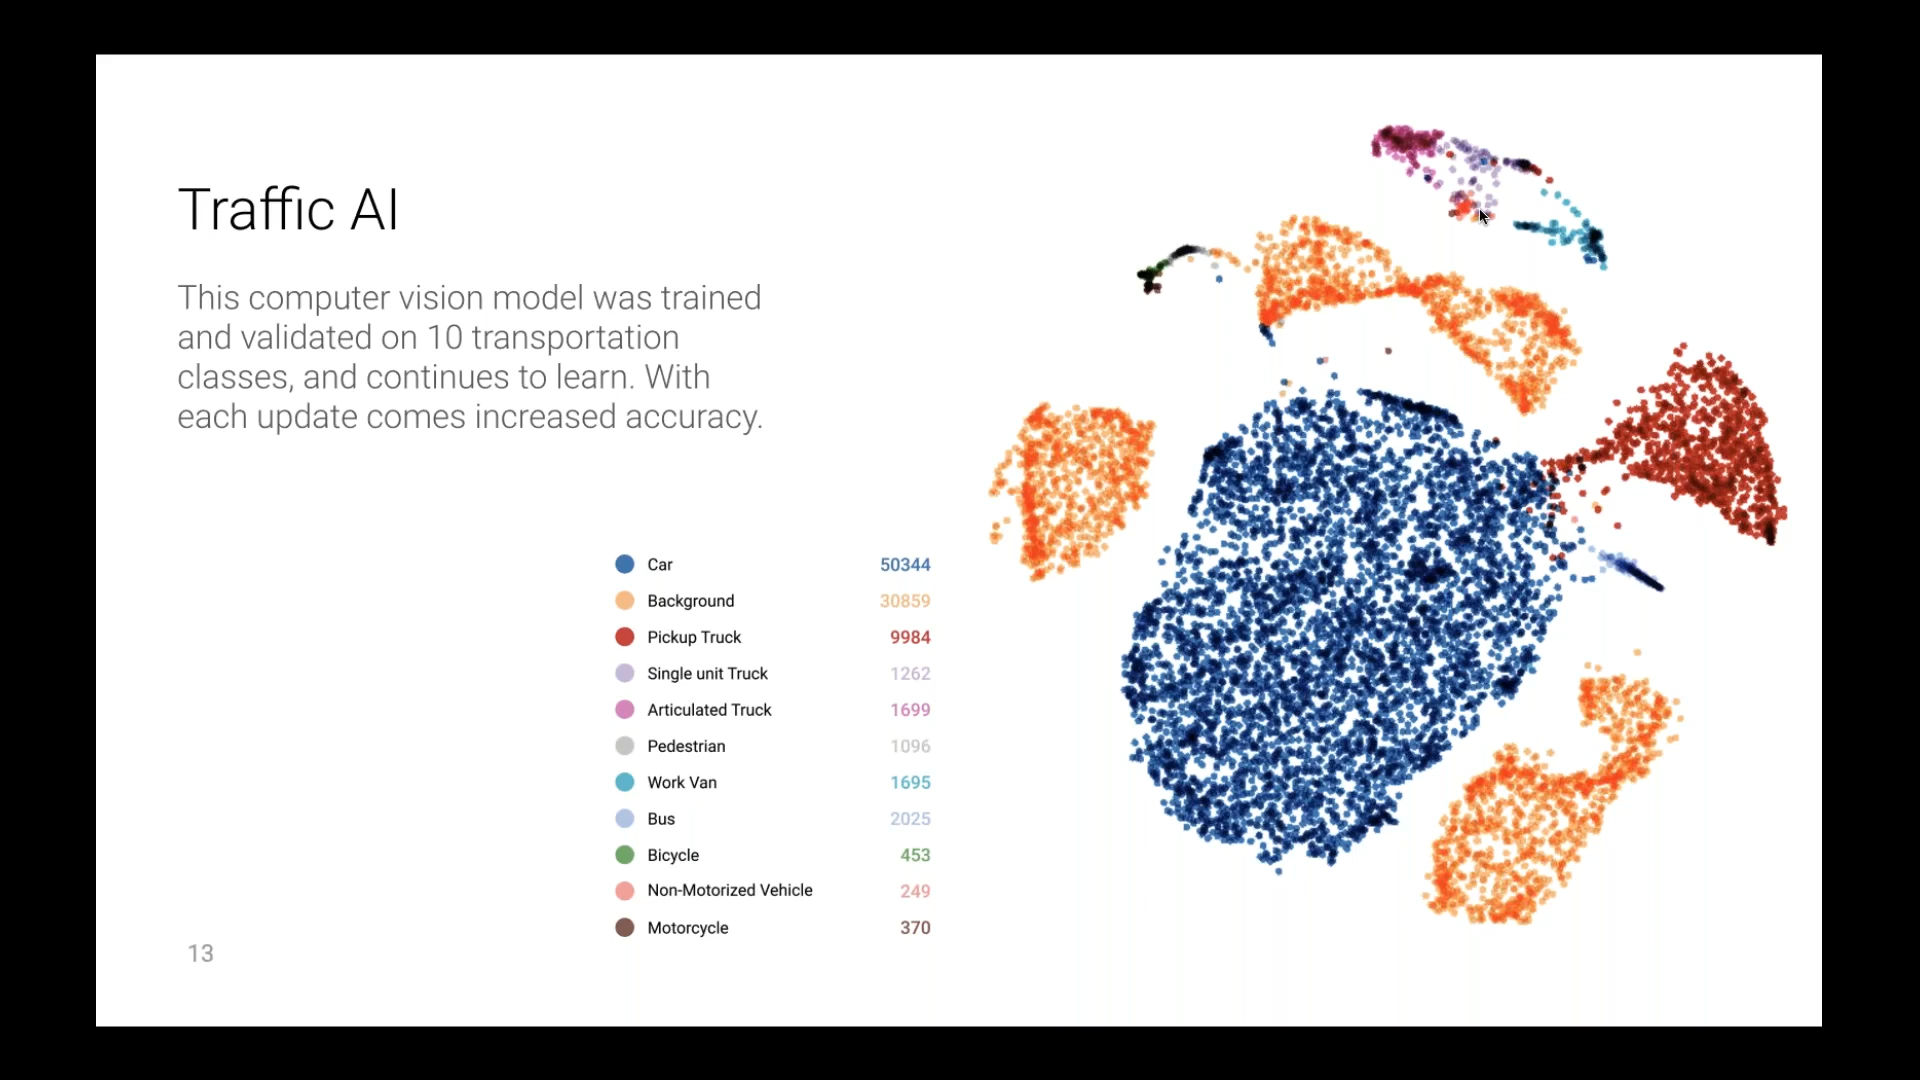 Traffic AI
This computer vision model was trained
and validated on 10 transportation
classes, and continues to learn. With
each update comes increased accuracy.
Car 50344
Background 30859
Pickup Truck 9984
Single unit Truck 1262
Articulated Truck 1699
Pedestrian 1096
Work Van 1695
Bus 2025
Bicycle 453
Non-Motorized Vehicle 249
Motorcycle 370
13